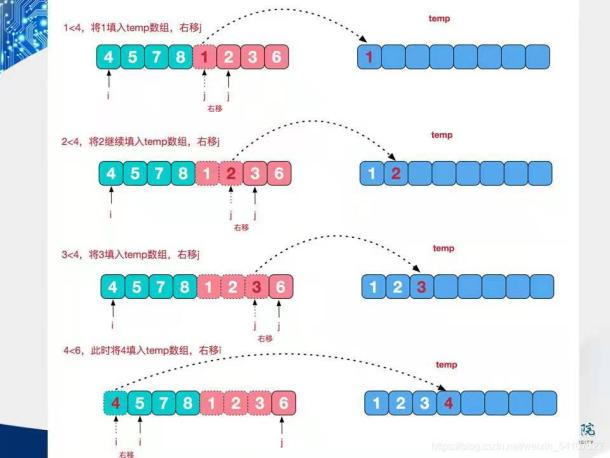 temp
1<4，将1填入temp数组，右移j
4 5 7 8 1 2 3 6
1
i j j
右移
temp
2<4，将2继续填入temp数组，右移j
4 5 7 8 1 2 3 6
1 2
i j j
右移
temp
3<4，将3填入temp数组，右移j
4 5 7 8 1 2 3 6
1 2 3
i j j
右移
temp
4<6，此时将4填入temp数组，右移i
4 5 7 8 1 2 3 6
1 2 3 4
i i j
右移
院